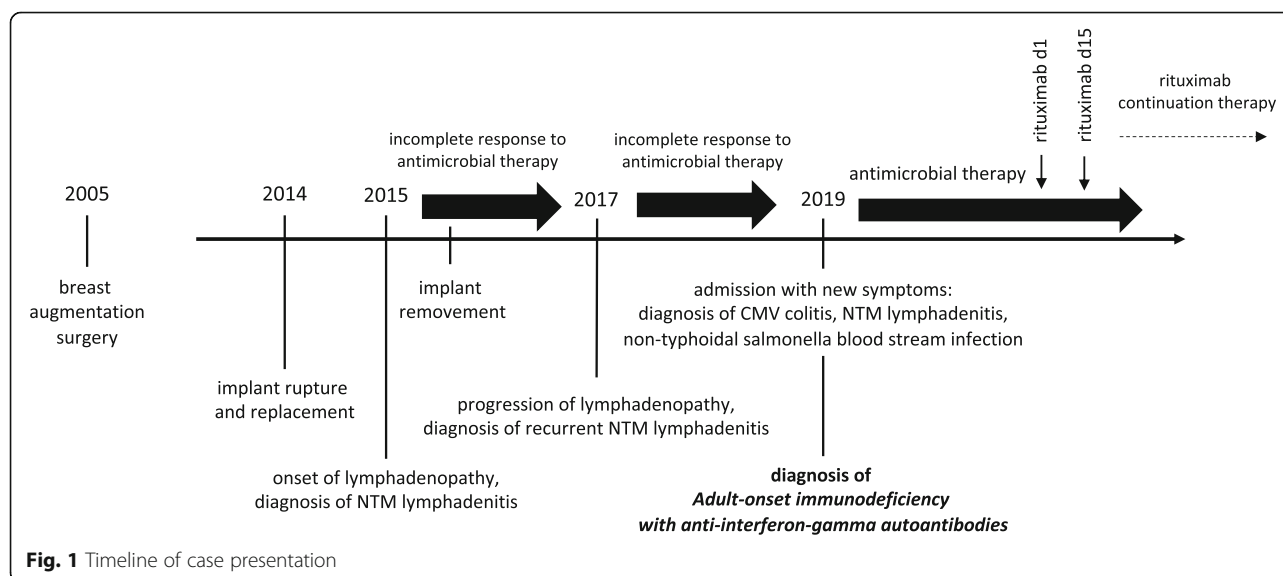 rituximab d1
rituximab d15
rituximab
continuation therapy
incomplete response to
antimicrobial therapy
incomplete response to
antimicrobial therapy
antimicrobial therapy
2005
2014
2015
2017
2019
breast
augmentation
surgery
implant
removement
admission with new symptoms:
diagnosis of CMV colitis, NTM lymphadenitis,
non-typhoidal salmonella blood stream infection
implant rupture
and replacement
progression of lymphadenopathy,
diagnosis of recurrent NTM lymphadenitis
onset of lymphadenopathy,
diagnosis of NTM lymphadenitis
diagnosis of
Adult-onset immunodeficiency
with anti-interferon-gamma autoantibodies
Fig. 1 Timeline of case presentation